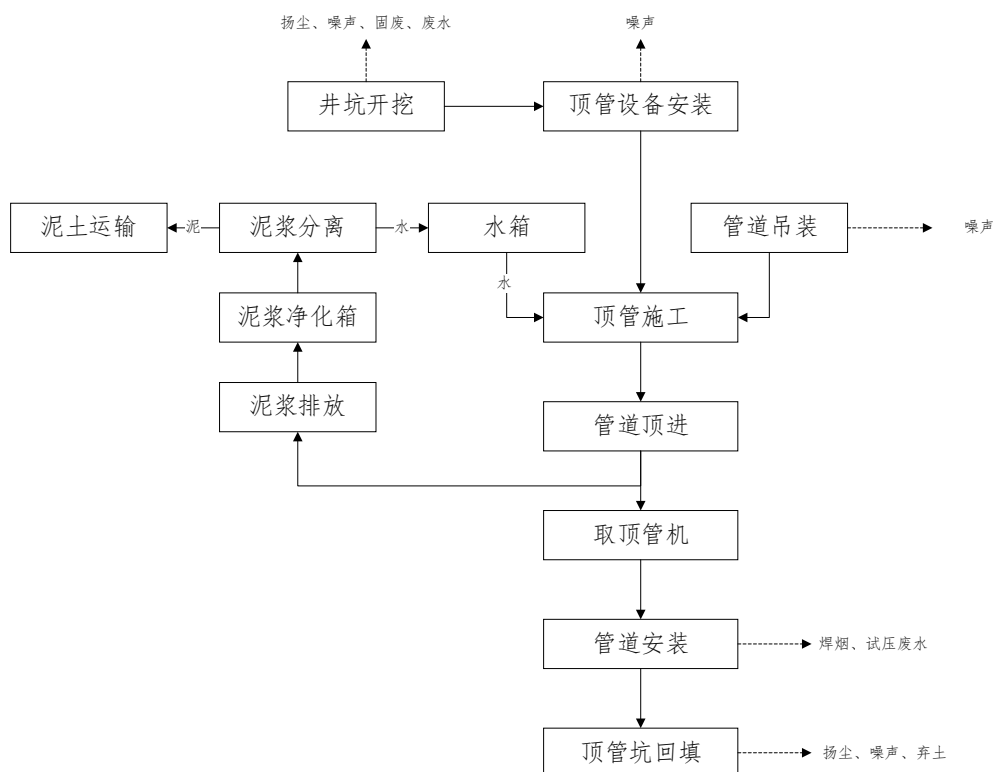 扬尘、噪声、固废、废水
噪声
井坑开挖
顶管设备安装
泥土运输
泥
泥浆分离
水
水箱
管道吊装
噪声
水
泥浆净化箱
顶管施工
泥浆排放
管道顶进
取顶管机
管道安装
焊烟、试压废水
顶管坑回填
扬尘、噪声、弃土